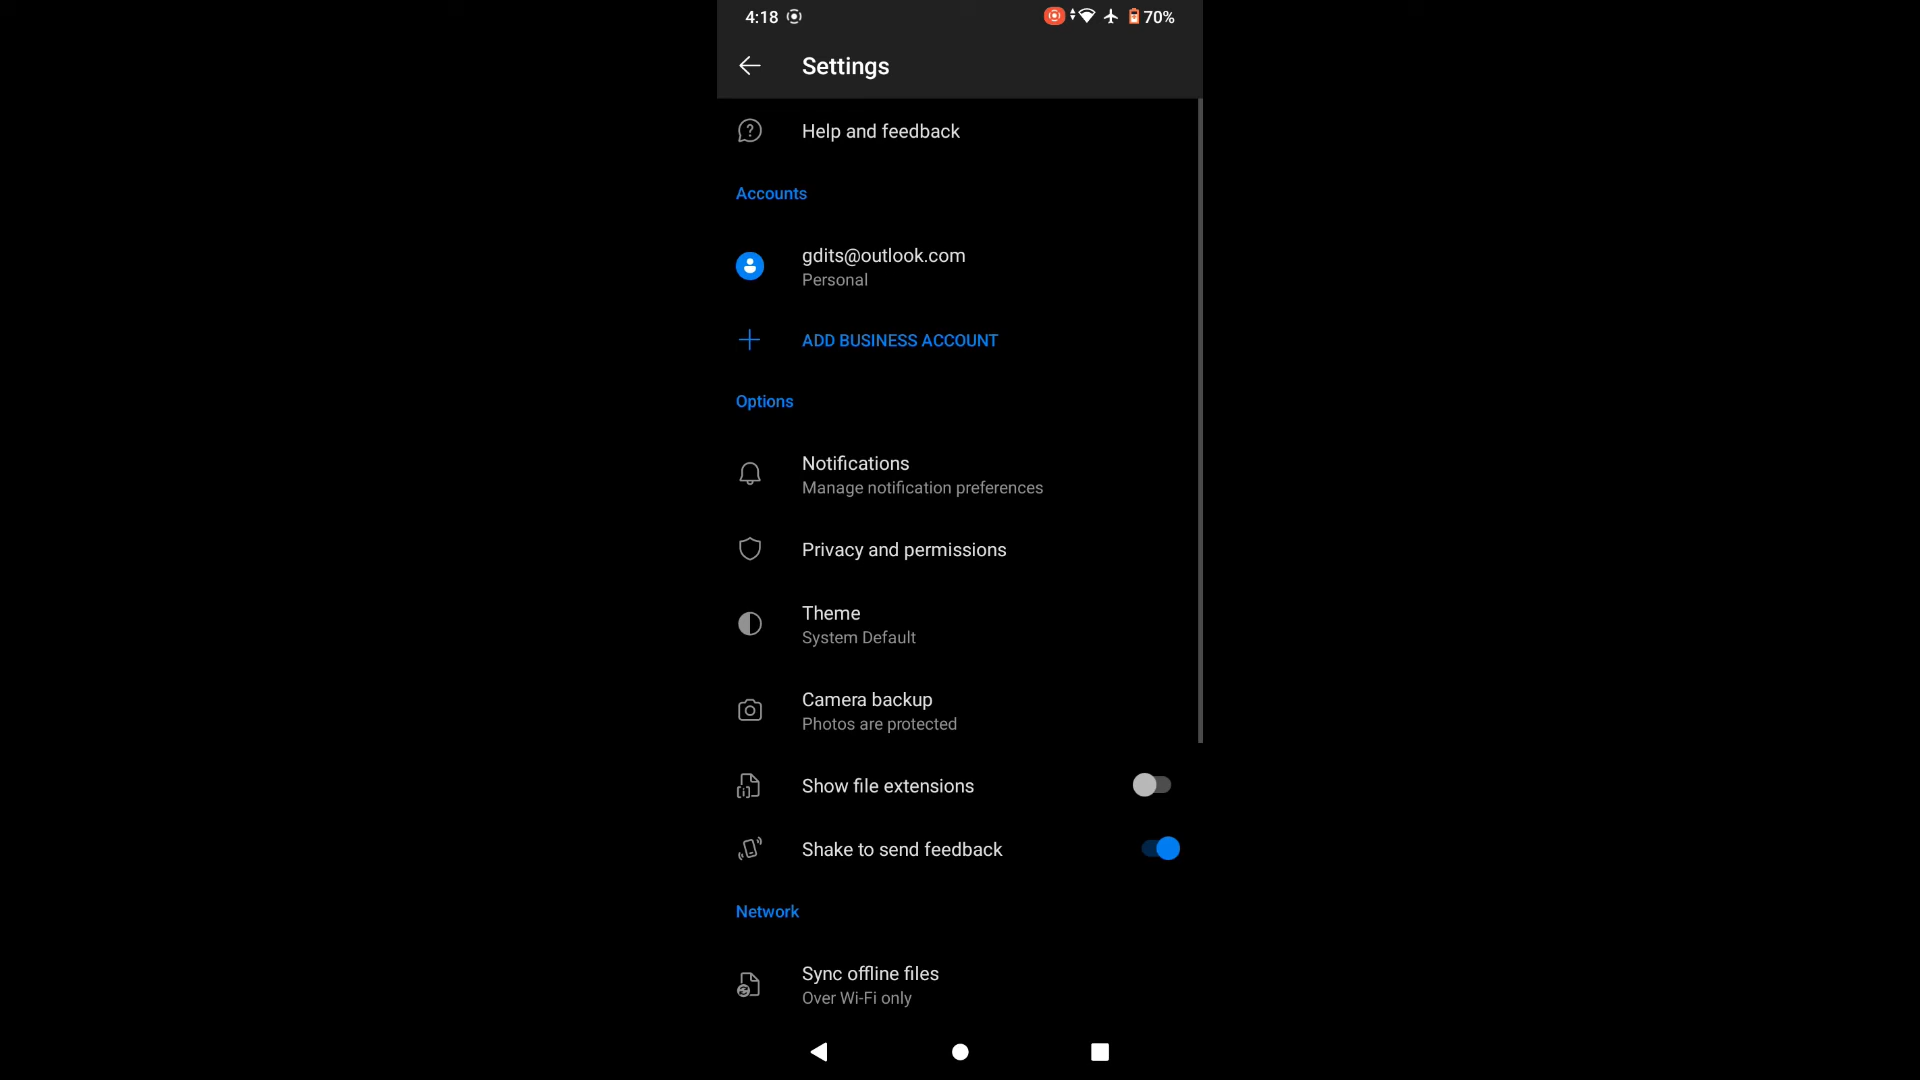 4:18
70%
Settings
Help and feedback
Accounts
gdits@outlook.com
Personal
ADD BUSINESS ACCOUNT
Options
Notifications
Manage notification preferences
Privacy and permissions
Theme
System Default
Camera backup
Photos are protected
Show file extensions
Shake to send feedback
Network
Sync offline files
Over Wi-Fi only